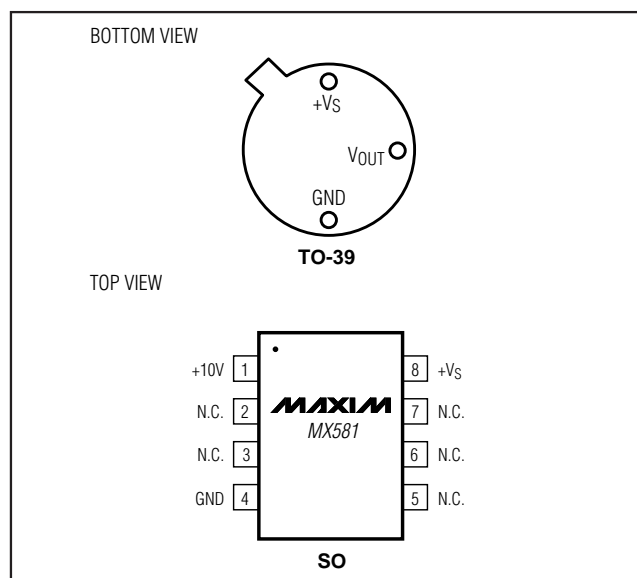 BOTTOM VIEW
+VS
VOUT
GND
TO-39
TOP VIEW
+10V 1 8 +VS
N.C. 2 MAXIM 7 N.C.
MX581
N.C. 3 6 N.C.
GND 4 5 N.C.
SO